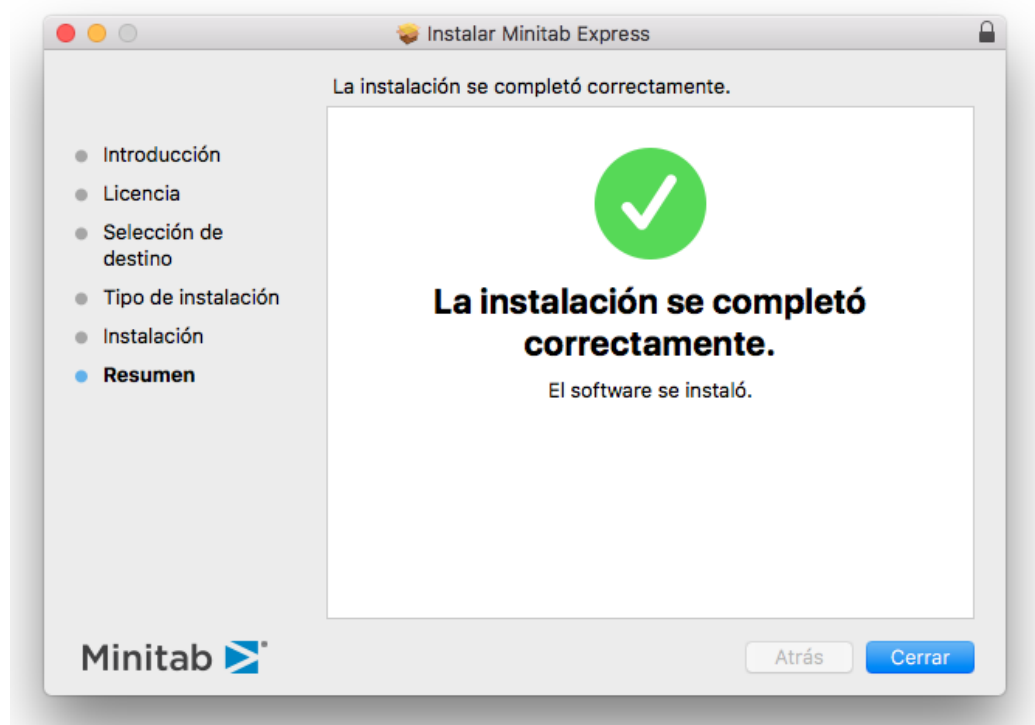 Instalar Minitab Express
La instalación se completó correctamente.
Introducción
Licencia
Selección de
destino
Tipo de instalación
Instalación
Resumen
La instalación se completó
correctamente.
El software se instaló.
Minitab
Atrás
Cerrar